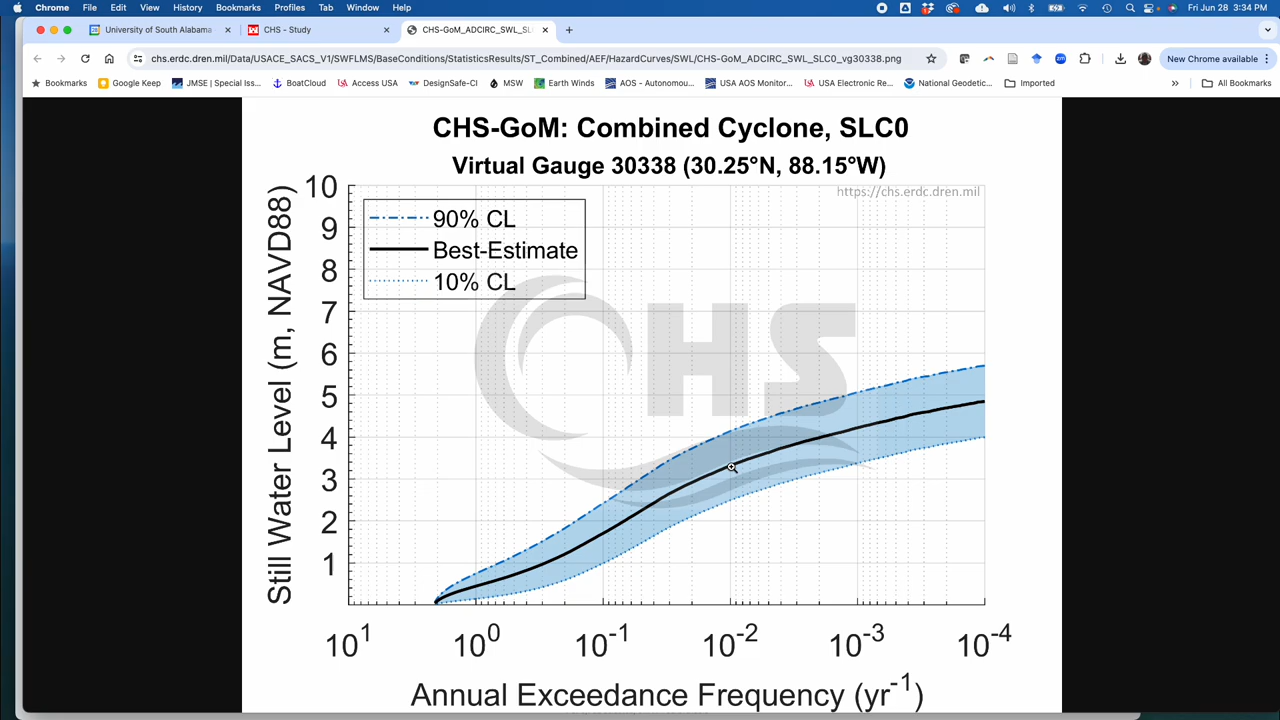 Chrome File Edit View History Bookmarks Profiles Tab Window Help Fri Jun 28 3:34 PM
University of South Alabama CHS - Study CHS-GoM_ADCIRC_SWL_SL
chs.erdc.dren.mil/Data/USACE_SACS_V1/SWFLMS/BaseConditions/StatisticsResults/ST_Combined/AEF/HazardCurves/SWL/CHS-GoM_ADCIRC_SWL_SLC0_vg30338.png New Chrome available
Bookmarks Google Keep JMSE | Special Iss... BoatCloud Access USA DesignSafe-CI MSW Earth Winds AOS - Autonomou... USA AOS Monitor... USA Electronic Re... National Geodetic... Imported » All Bookmarks
CHS-GoM: Combined Cyclone, SLC0
Virtual Gauge 30338 (30.25°N, 88.15°W)
https://chs.erdc.dren.mil
90% CL
Best-Estimate
10% CL
CHS
Still Water Level (m, NAVD88)
10
9
8
7
6
5
4
3
2
1
10¹ 10⁰ 10⁻¹ 10⁻² 10⁻³ 10⁻⁴
Annual Exceedance Frequency (yr⁻¹)